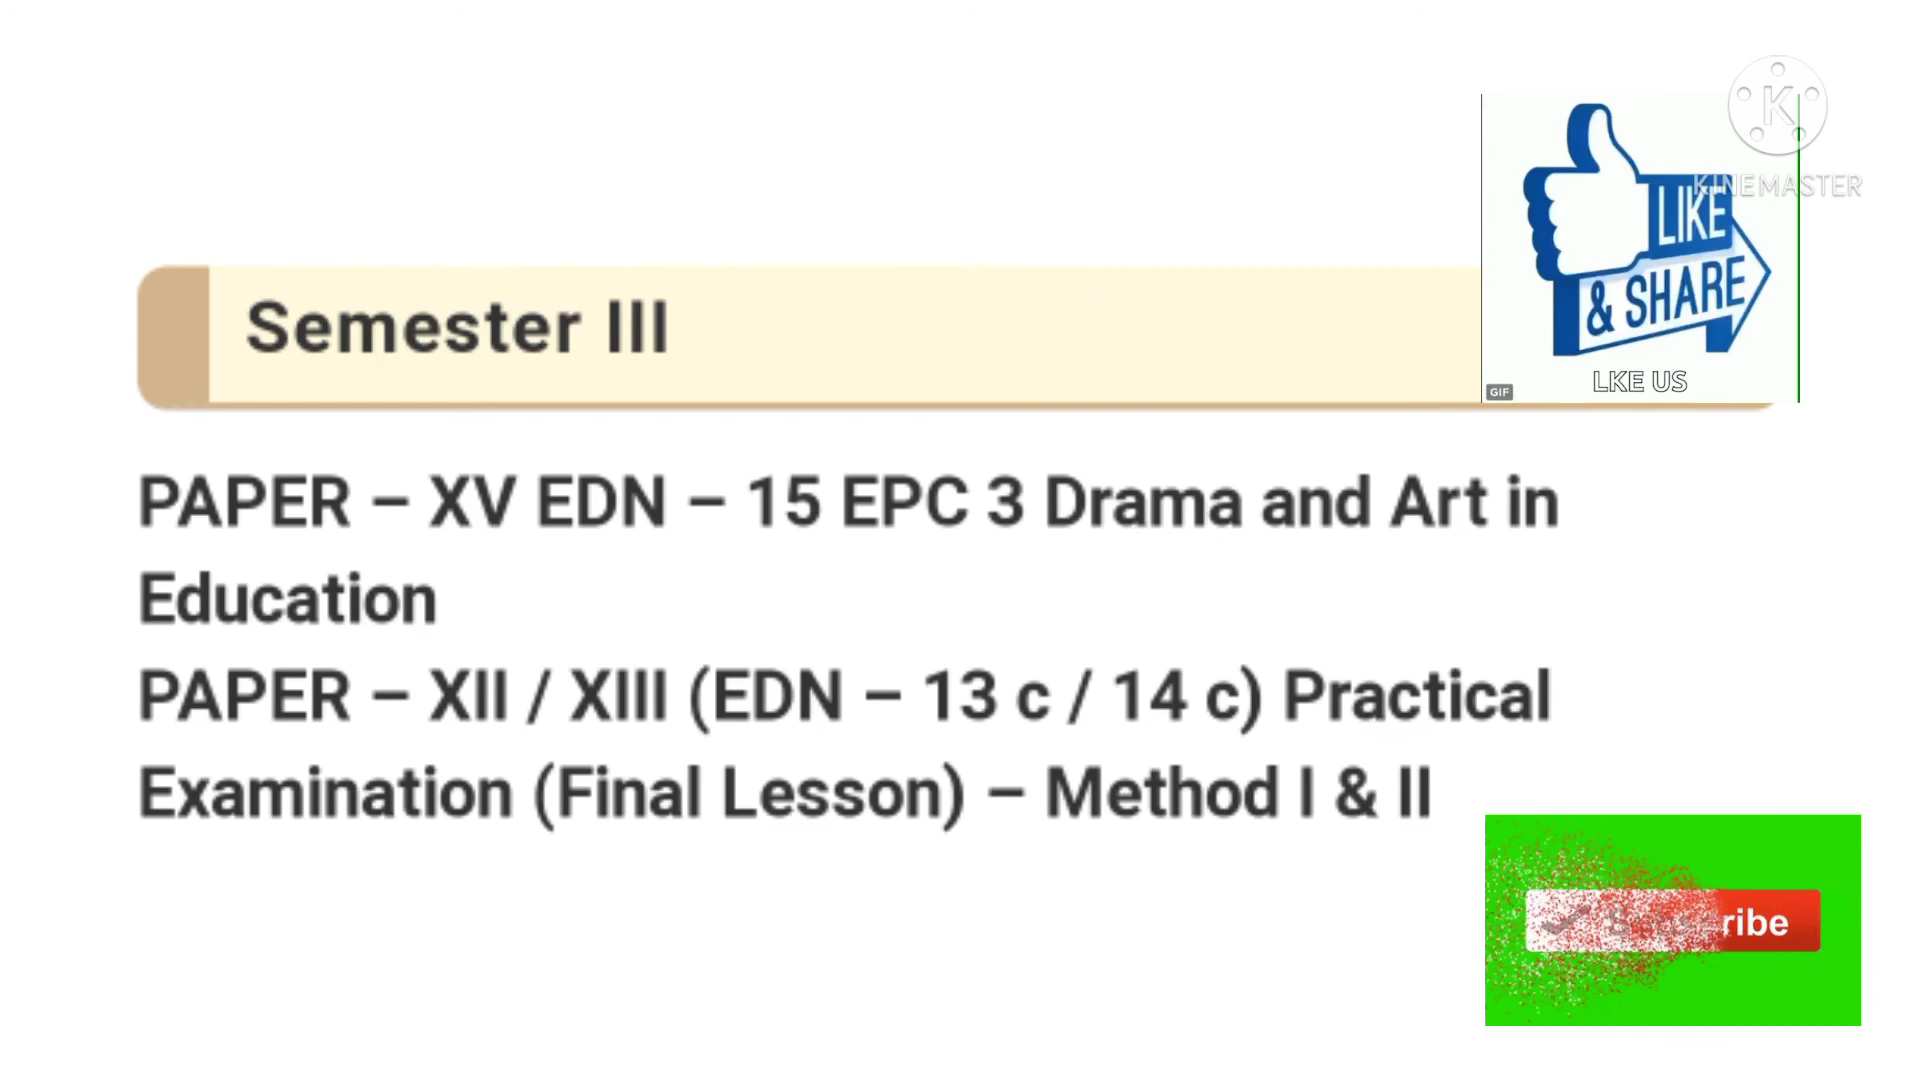 KINEMASTER
K
LIKE
& SHARE
LKE US
GIF
Semester III
PAPER – XV EDN – 15 EPC 3 Drama and Art in
Education
PAPER – XII / XIII (EDN – 13 c / 14 c) Practical
Examination (Final Lesson) – Method I & II